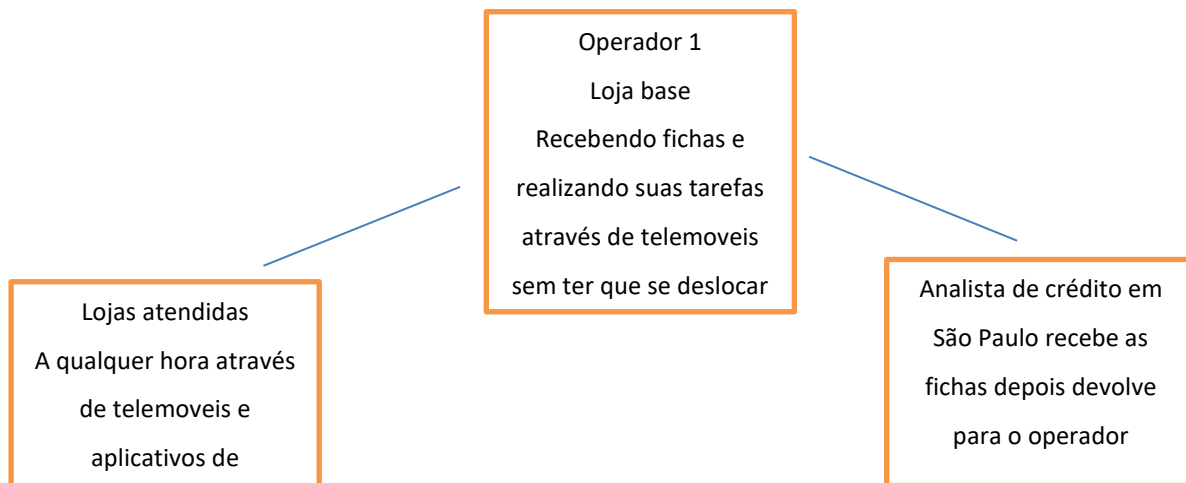 Operador 1
Loja base
Recebendo fichas e
realizando suas tarefas
através de telemoveis
sem ter que se deslocar
Lojas atendidas
A qualquer hora através
de telemoveis e
aplicativos de
Analista de crédito em
São Paulo recebe as
fichas depois devolve
para o operador